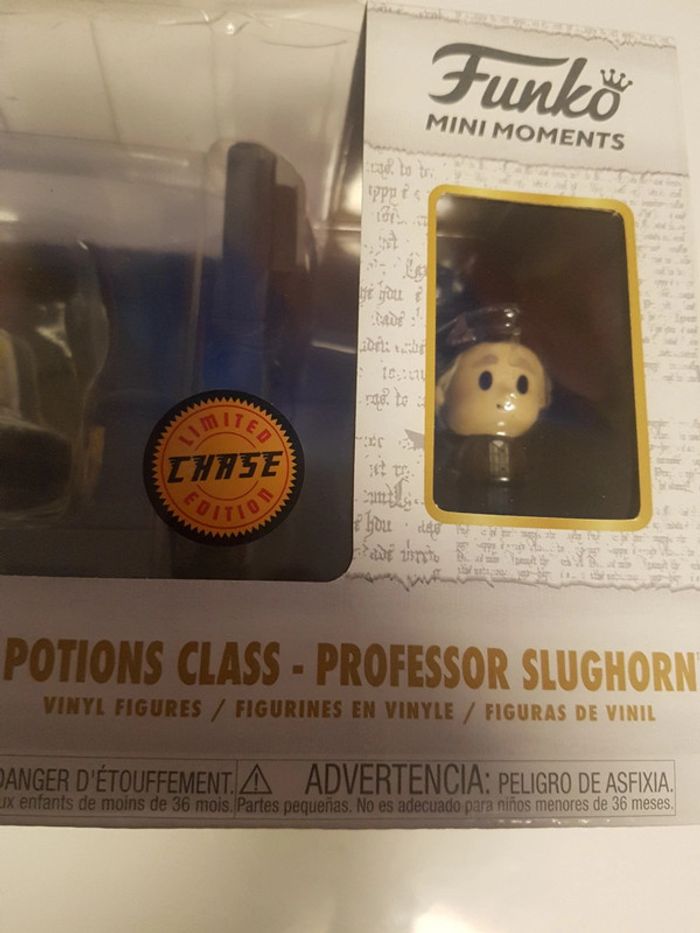 Funko
MINI MOMENTS
LIMITED
CHASE
EDITION
POTIONS CLASS - PROFESSOR SLUGHORN
VINYL FIGURES / FIGURINES EN VINYLE / FIGURAS DE VINIL
DANGER D'ÉTOUFFEMENT. ADVERTENCIA: PELIGRO DE ASFIXIA.
ux enfants de moins de 36 mois. Partes pequeñas. No es adecuado para niños menores de 36 meses.